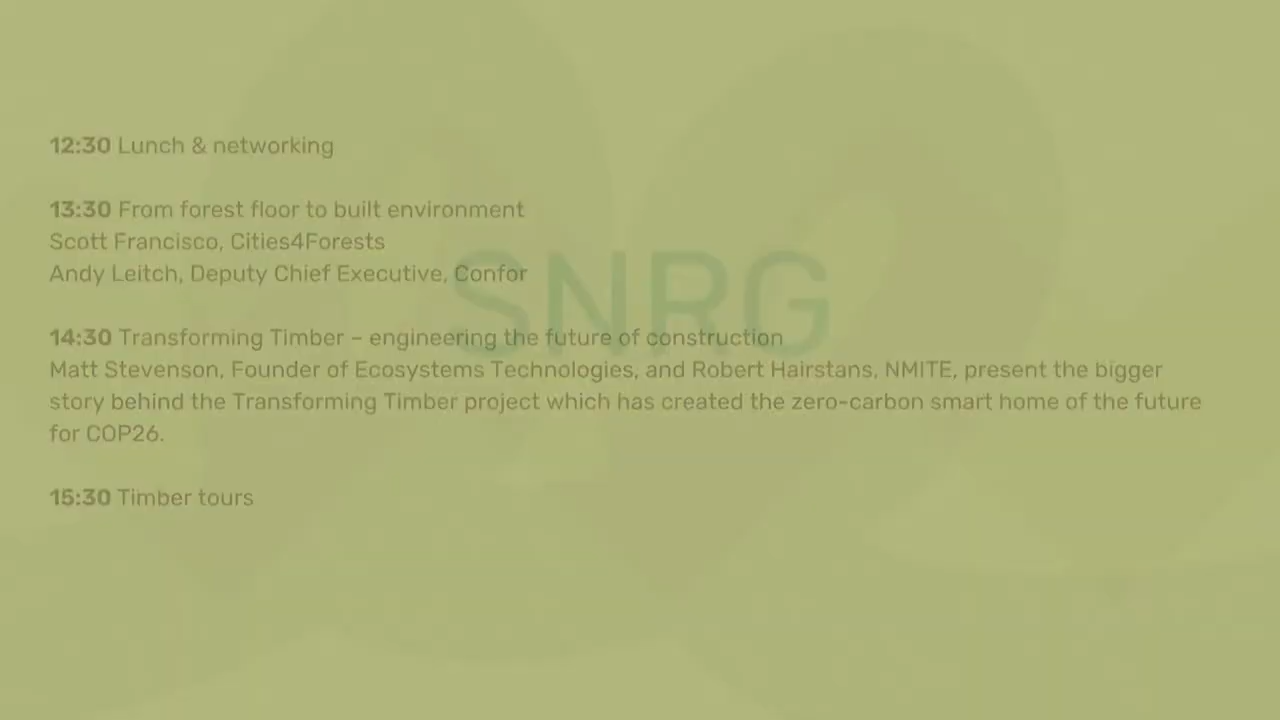 12:30 Lunch & networking
13:30 From forest floor to built environment
Scott Francisco, Cities4Forests
Andy Leitch, Deputy Chief Executive, Confor
SNRG
14:30 Transforming Timber – engineering the future of construction
Matt Stevenson, Founder of Ecosystems Technologies, and Robert Hairstans, NMITE, present the bigger
story behind the Transforming Timber project which has created the zero-carbon smart home of the future
for COP26.
15:30 Timber tours